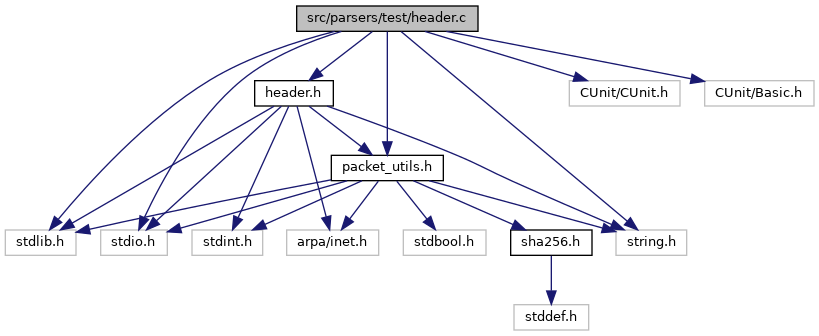 src/parsers/test/header.c
header.h
CUnit/CUnit.h
CUnit/Basic.h
packet_utils.h
stdlib.h
stdio.h
stdint.h
arpa/inet.h
stdbool.h
sha256.h
string.h
stddef.h